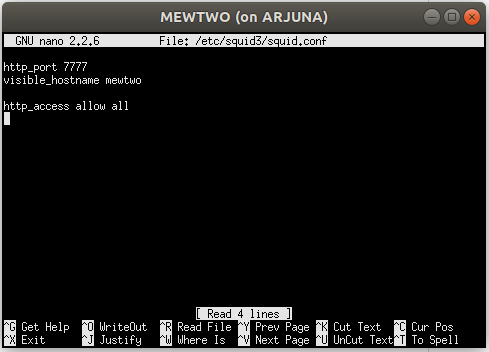 MEWTWO (on ARJUNA)
GNU nano 2.2.6 File: /etc/squid3/squid.conf
http_port 7777
visible_hostname mewtwo
http_access allow all
[ Read 4 lines ]
^G Get Help ^O WriteOut ^R Read File ^Y Prev Page ^K Cut Text ^C Cur Pos
^X Exit ^J Justify ^W Where Is ^V Next Page ^U UnCut Text ^T To Spell